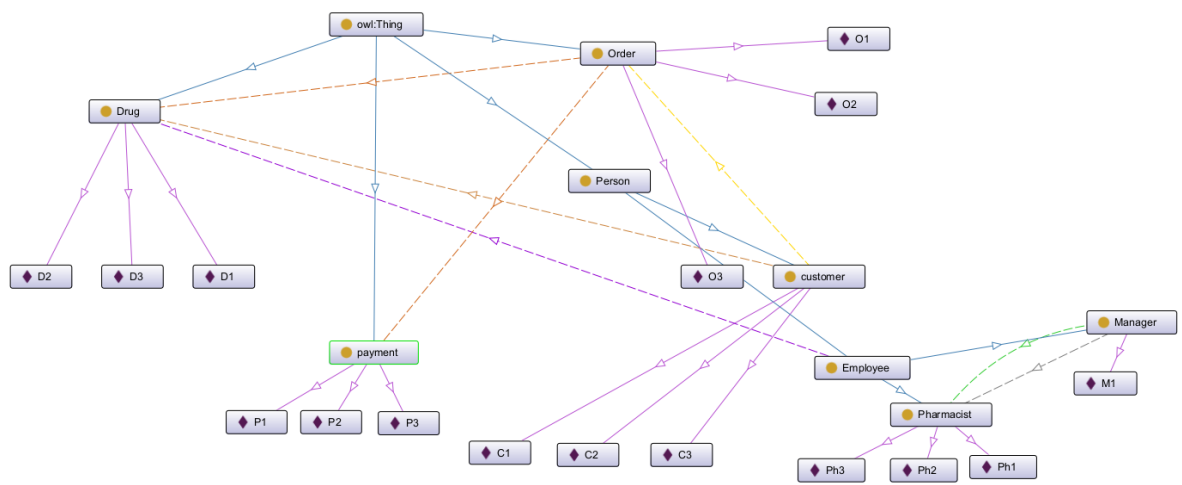 owl:Thing
O1
Order
O2
Drug
Person
D2
D3
D1
O3
customer
Manager
payment
Employee
M1
Pharmacist
P1
P2
P3
C1
C2
C3
Ph3
Ph2
Ph1